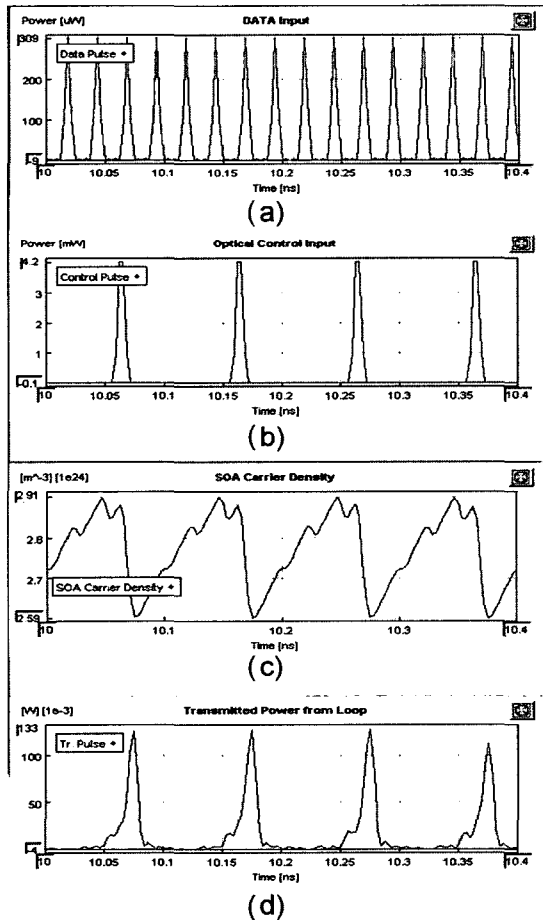 Power [uW] DATA Input
309
Data Pulse
200
100
-9
10 10.05 10.1 10.15 10.2 10.25 10.3 10.35 10.4
Time [ns]
(a)
Power [mW] Optical Control Input
4.2
Control Pulse
3
2
1
-0.1
10 10.05 10.1 10.15 10.2 10.25 10.3 10.35 10.4
Time [ns]
(b)
[m^-3] [1e24] SOA Carrier Density
2.91
2.8
2.7
SOA Carrier Density
2.59
10 10.1 10.2 10.3 10.4
Time [ns]
(c)
[W] [1e-3] Transmitted Power from Loop
133
Tr. Pulse
100
50
10 10.05 10.1 10.15 10.2 10.25 10.3 10.35 10.4
Time [ns]
(d)